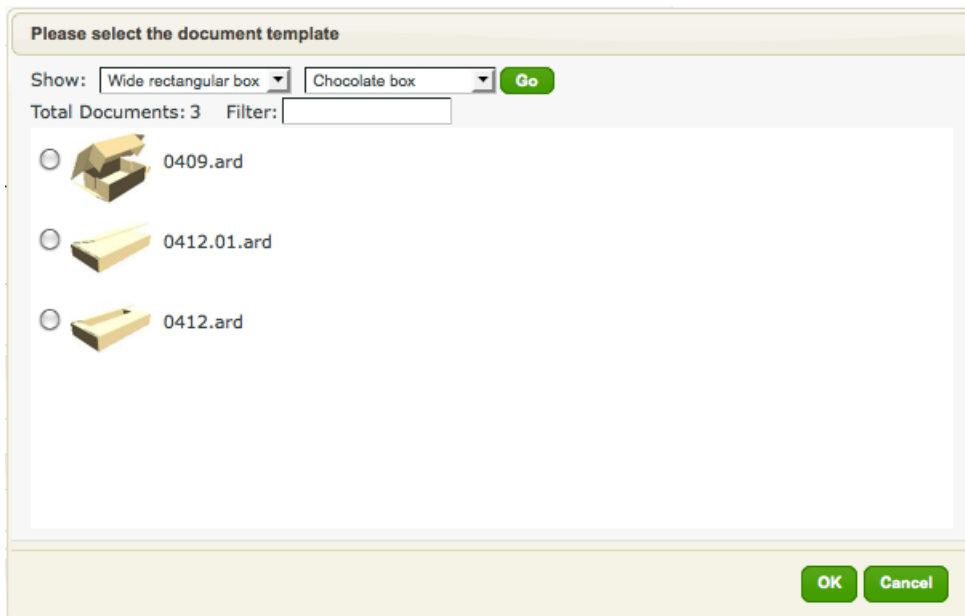 Please select the document template
Show: Wide rectangular box Chocolate box Go
Total Documents: 3 Filter:
0409.ard
0412.01.ard
0412.ard
OK Cancel